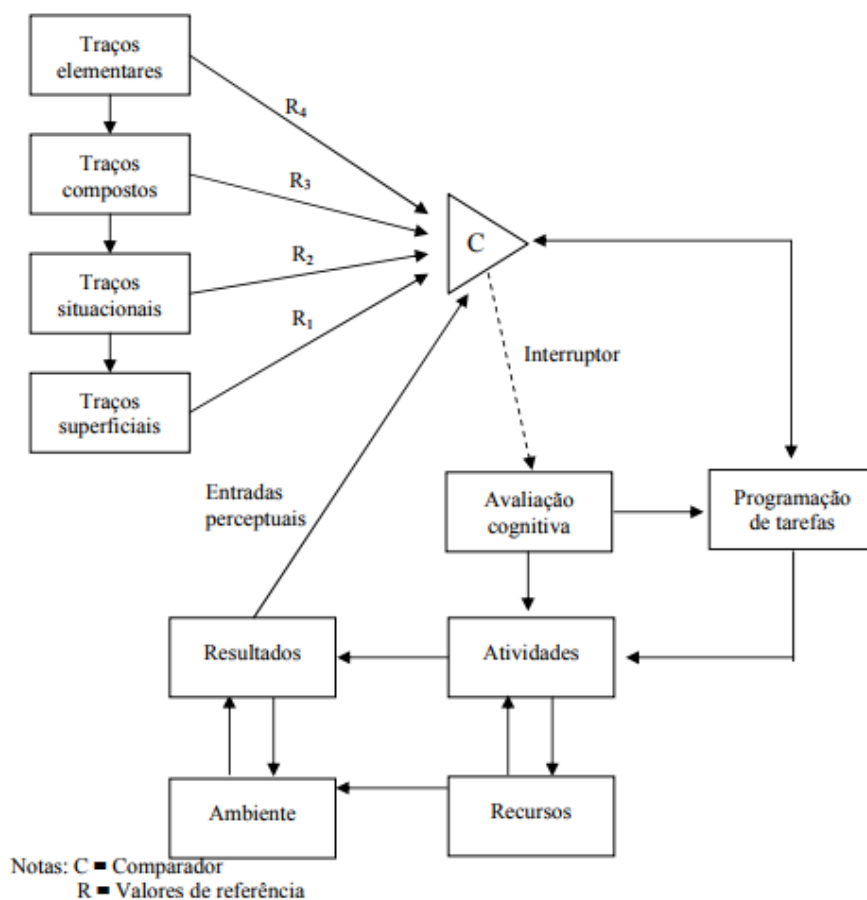 Traços
elementares
R₄
Traços
compostos
R₃
C
Traços
situacionais
R₂
R₁
Interruptor
Traços
superficiais
Entradas
perceptuais
Avaliação
cognitiva
Programação
de tarefas
Resultados
Atividades
Ambiente
Recursos
Notas: C = Comparador
R = Valores de referência